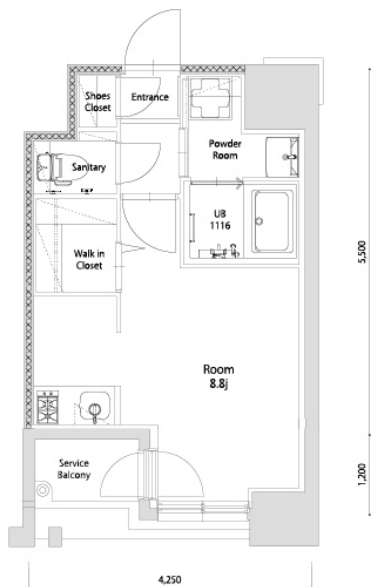 Shoes
Closet
Entrance
Powder
Room
Sanitary
UB
1116
Walk in
Closet
5,500
Room
8.8j
Service
Balcony
1,200
4,250